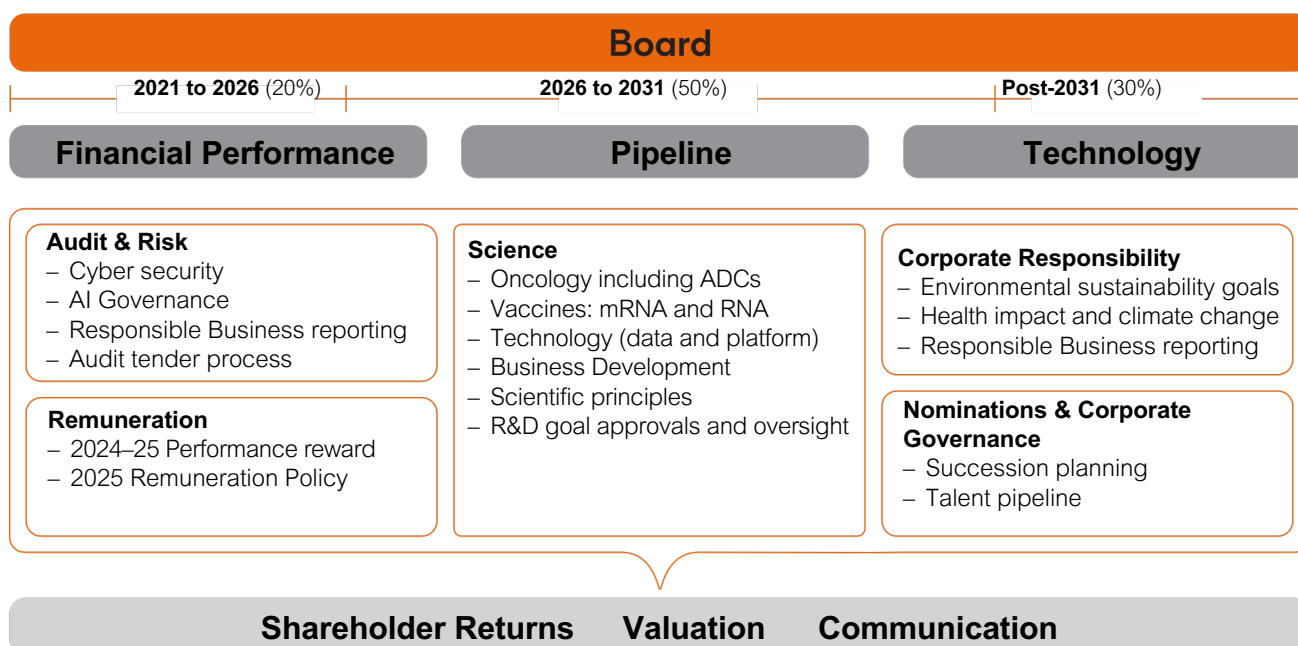 Board
2021 to 2026 (20%)
2026 to 2031 (50%)
Post-2031 (30%)
Financial Performance
Pipeline
Technology
Audit & Risk
– Cyber security
– AI Governance
– Responsible Business reporting
– Audit tender process
Remuneration
– 2024–25 Performance reward
– 2025 Remuneration Policy
Science
– Oncology including ADCs
– Vaccines: mRNA and RNA
– Technology (data and platform)
– Business Development
– Scientific principles
– R&D goal approvals and oversight
Corporate Responsibility
– Environmental sustainability goals
– Health impact and climate change
– Responsible Business reporting
Nominations & Corporate
Governance
– Succession planning
– Talent pipeline
Shareholder Returns Valuation Communication